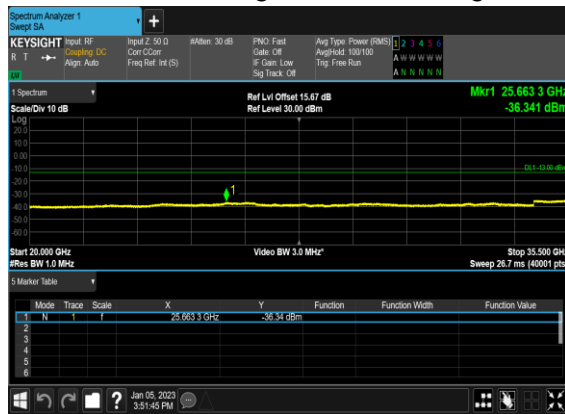 Spectrum Analyzer 1
Swept SA
KEYSIGHT Input: RF Input Z: 50 Ω #Atten: 30 dB PNO: Fast Avg Type: Power (RMS) 1 2 3 4 5 6
R T Coupling: DC Corr CCorr Gate: Off Avg|Hold: 100/100 A W W W W W
Align: Auto Freq Ref: Int (S) IF Gain: Low Trig: Free Run
LW Sig Track: Off A N N N N N
1 Spectrum Ref Lvl Offset 15.67 dB Mkr1 25.663 3 GHz
Scale/Div 10 dB Ref Level 30.00 dBm -36.341 dBm
Log
20.0
10.0
0.00
-10.0 DL1 -13.00 dBm
-20.0
-30.0 1
-40.0
-50.0
-60.0
Start 20.000 GHz Video BW 3.0 MHz* Stop 35.500 GHz
#Res BW 1.0 MHz Sweep 26.7 ms (40001 pts)
5 Marker Table
Mode Trace Scale X Y Function Function Width Function Value
1 N 1 f 25.663 3 GHz -36.34 dBm
2
3
4
5
6
? Jan 05, 2023
3:51:45 PM